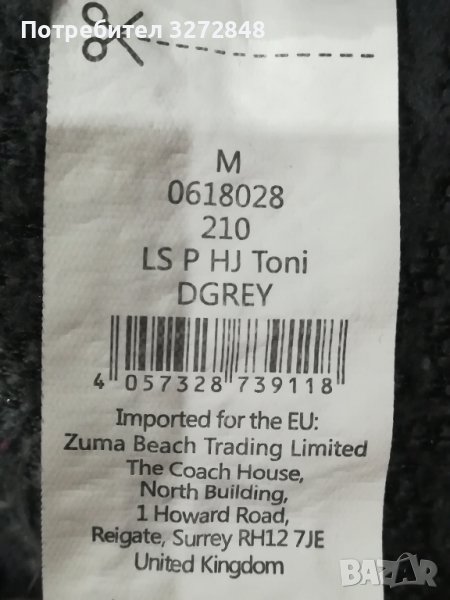 Потребител 3272848
M
0618028
210
LS P HJ Toni
DGREY
4 057328 739118
Imported for the EU:
Zuma Beach Trading Limited
The Coach House,
North Building,
1 Howard Road,
Reigate, Surrey RH12 7JE
United Kingdom
BAZAR